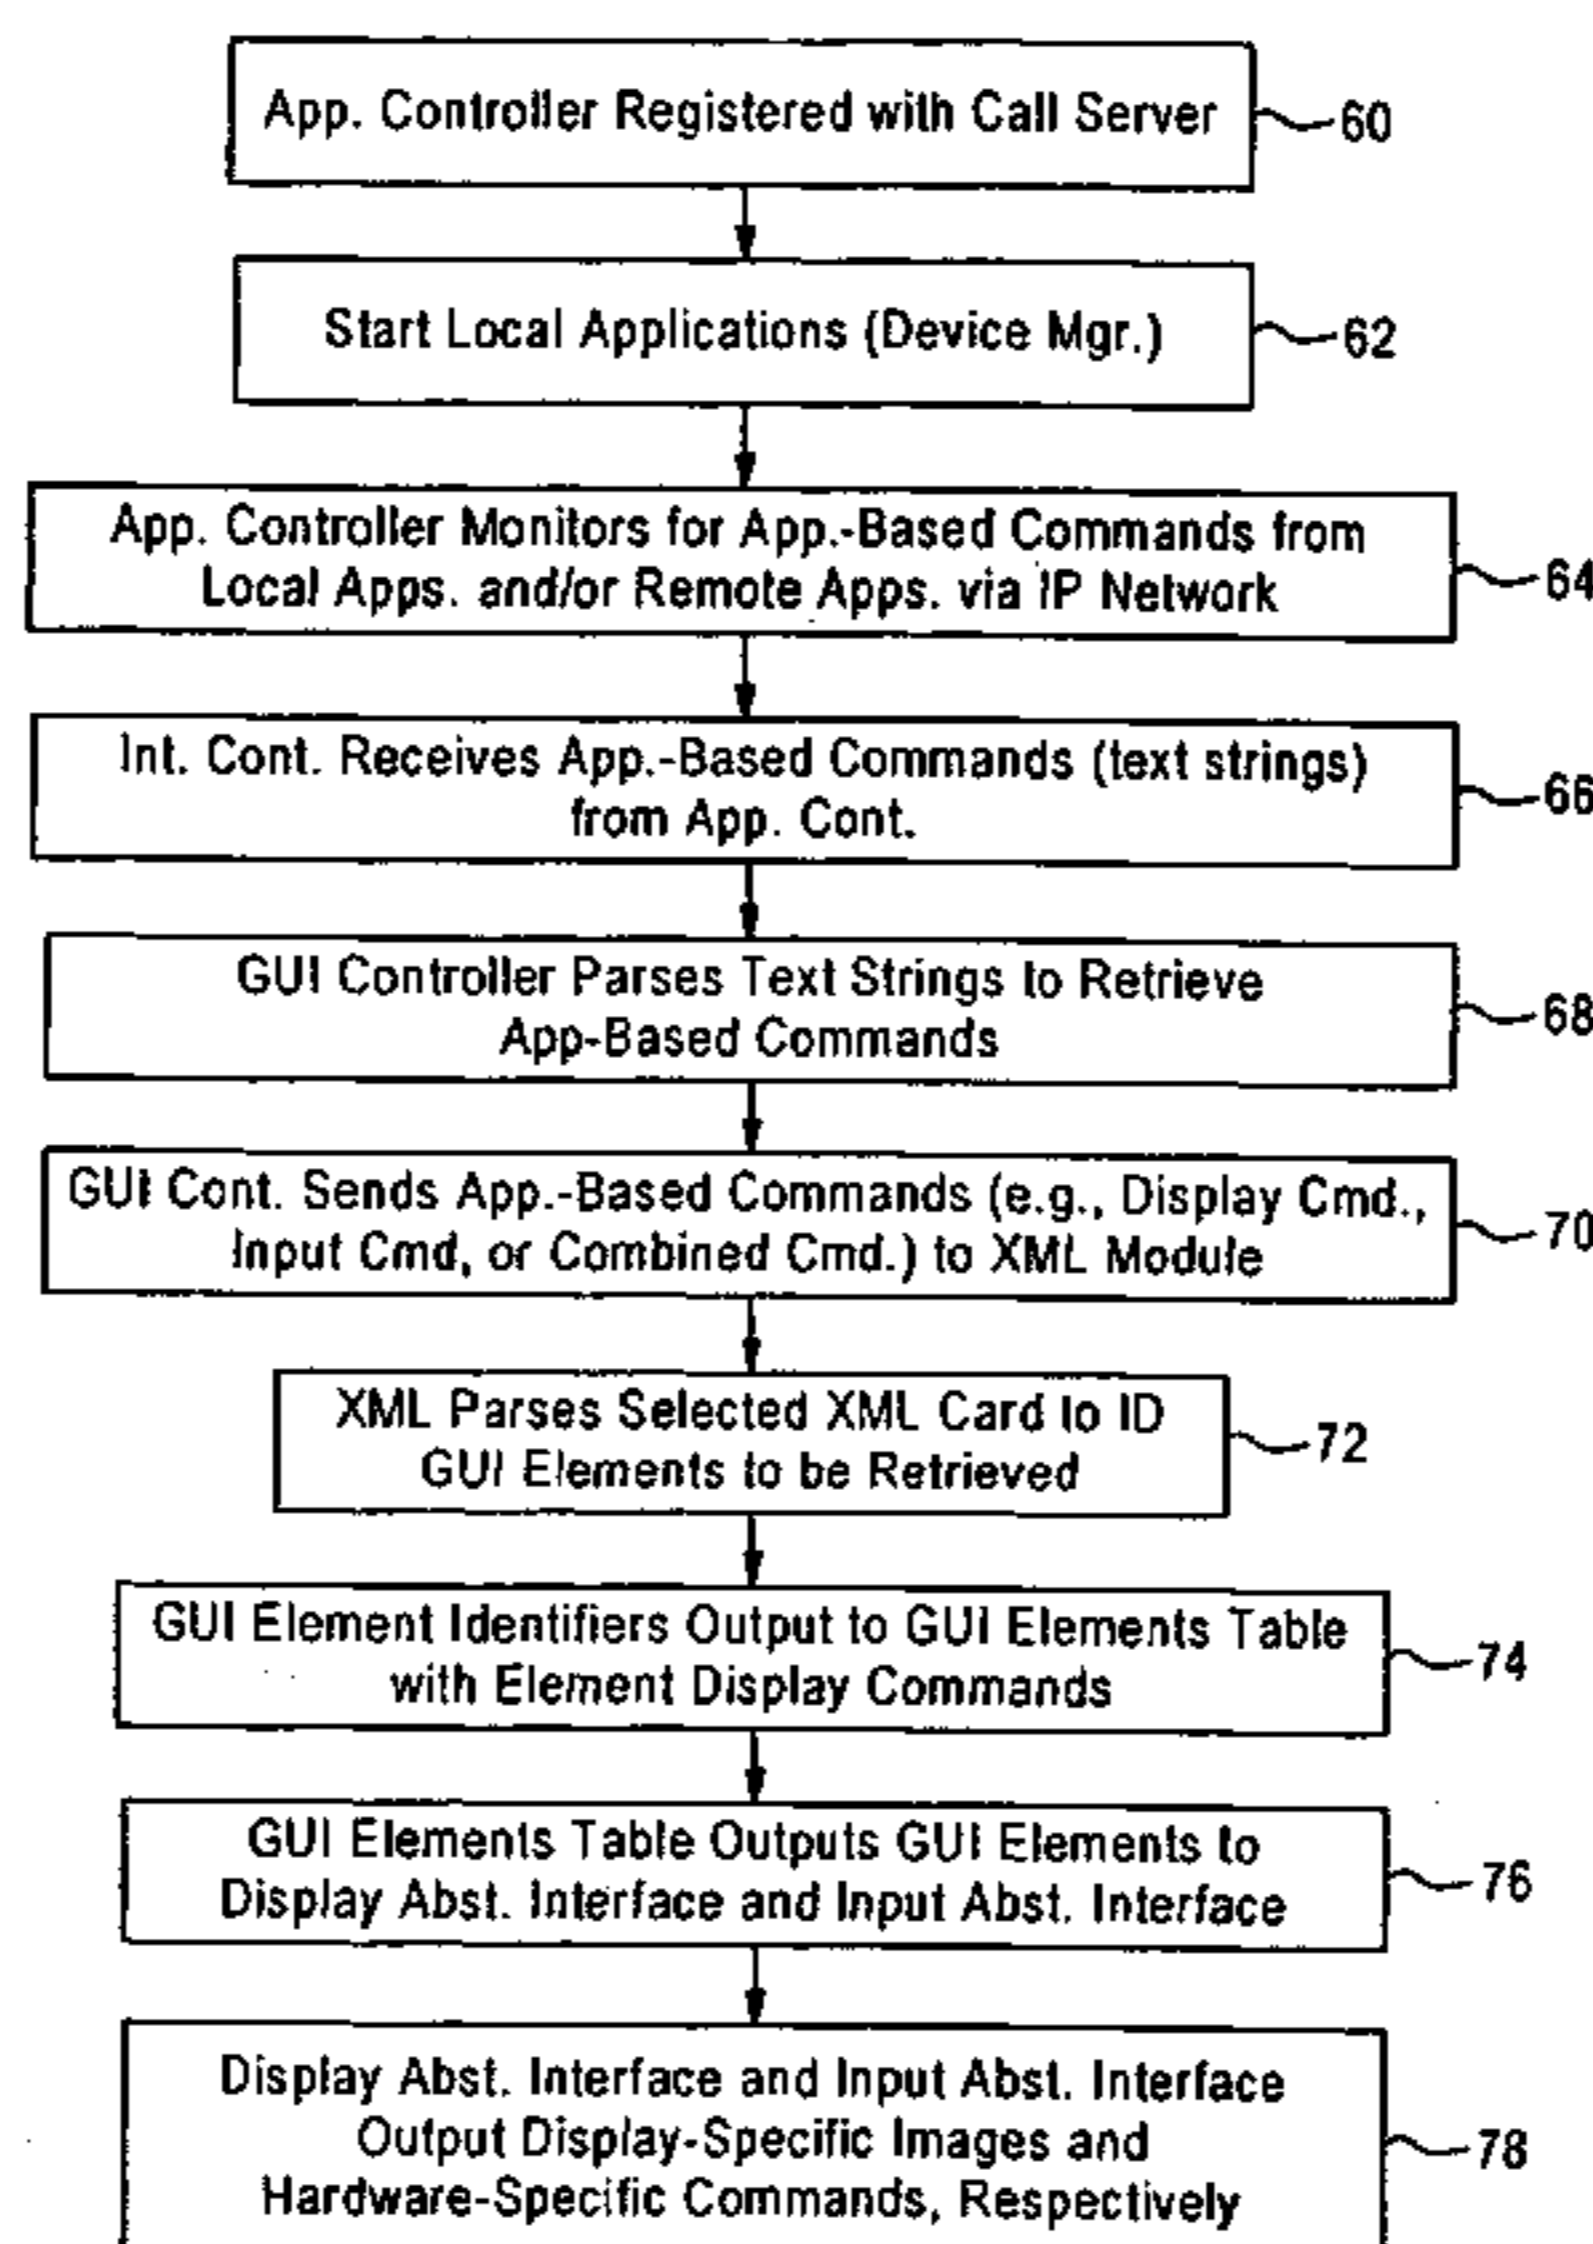 App. Controller Registered with Call Server
60
Start Local Applications (Device Mgr.)
62
App. Controller Monitors for App.-Based Commands from
Local Apps. and/or Remote Apps. via IP Network
64
Int. Cont. Receives App.-Based Commands (text strings)
from App. Cont.
66
GUI Controller Parses Text Strings to Retrieve
App-Based Commands
68
GUI Cont. Sends App.-Based Commands (e.g., Display Cmd.,
Input Cmd, or Combined Cmd.) to XML Module
70
XML Parses Selected XML Card to ID
GUI Elements to be Retrieved
72
GUI Element Identifiers Output to GUI Elements Table
with Element Display Commands
74
GUI Elements Table Outputs GUI Elements to
Display Abst. Interface and Input Abst. Interface
76
Display Abst. Interface and Input Abst. Interface
Output Display-Specific Images and
Hardware-Specific Commands, Respectively
78